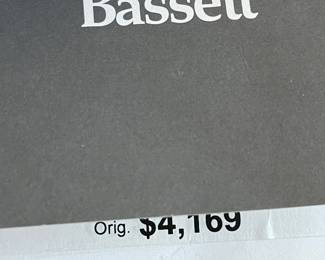 Bassett
Orig. $4,169